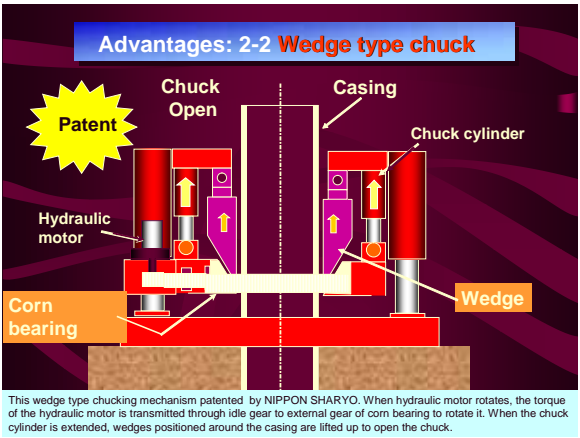 Advantages: 2-2 Wedge type chuck
Chuck
Open
Casing
Patent
Chuck cylinder
Hydraulic
motor
Wedge
Corn
bearing
This wedge type chucking mechanism patented by NIPPON SHARYO. When hydraulic motor rotates, the torque
of the hydraulic motor is transmitted through idle gear to external gear of corn bearing to rotate it. When the chuck
cylinder is extended, wedges positioned around the casing are lifted up to open the chuck.